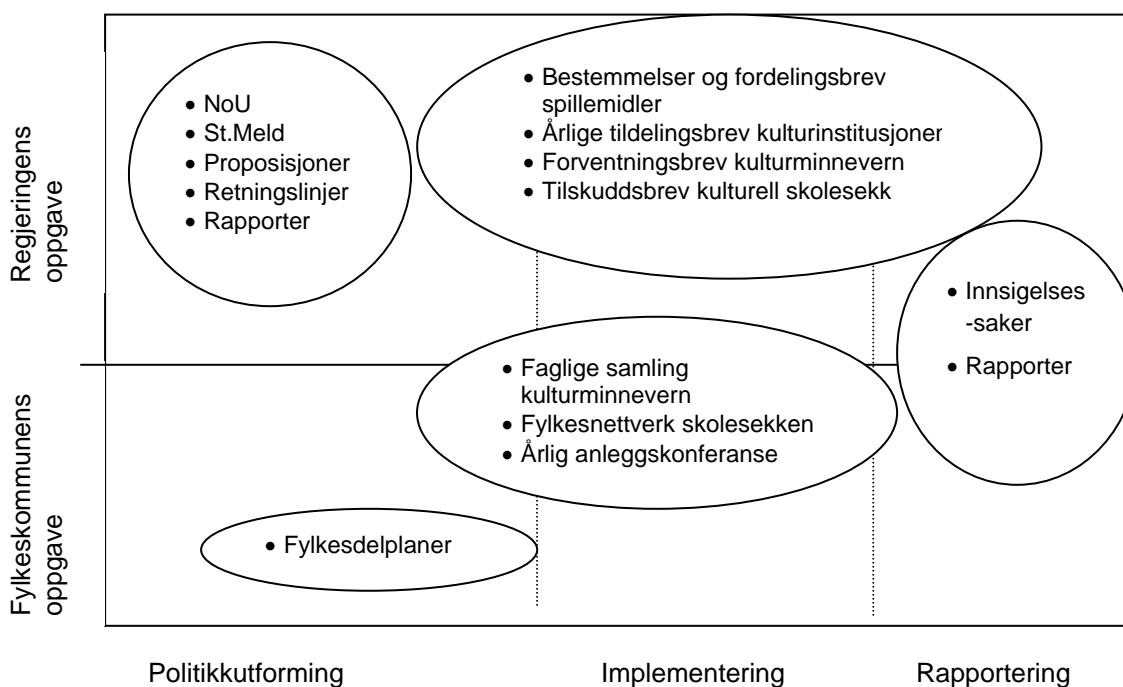 Regjeringens
oppgave
• NoU
• St.Meld
• Proposisjoner
• Retningslinjer
• Rapporter
• Bestemmelser og fordelingsbrev
spillemidler
• Årlige tildelingsbrev kulturinstitusjoner
• Forventningsbrev kulturminnevern
• Tilskuddsbrev kulturell skolesekk
• Innsigelses
-saker
• Rapporter
Fylkeskommunens
oppgave
• Faglige samling
kulturminnevern
• Fylkesnettverk skolesekken
• Årlig anleggskonferanse
• Fylkesdelplaner
Politikkutforming
Implementering
Rapportering